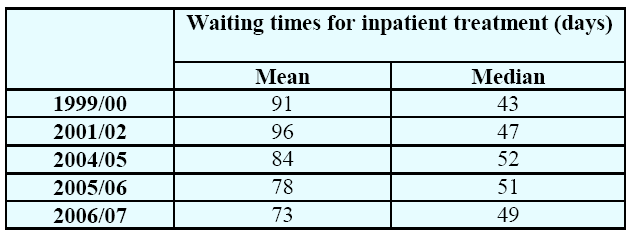 Waiting times for inpatient treatment (days)
Mean Median
1999/00 91 43
2001/02 96 47
2004/05 84 52
2005/06 78 51
2006/07 73 49